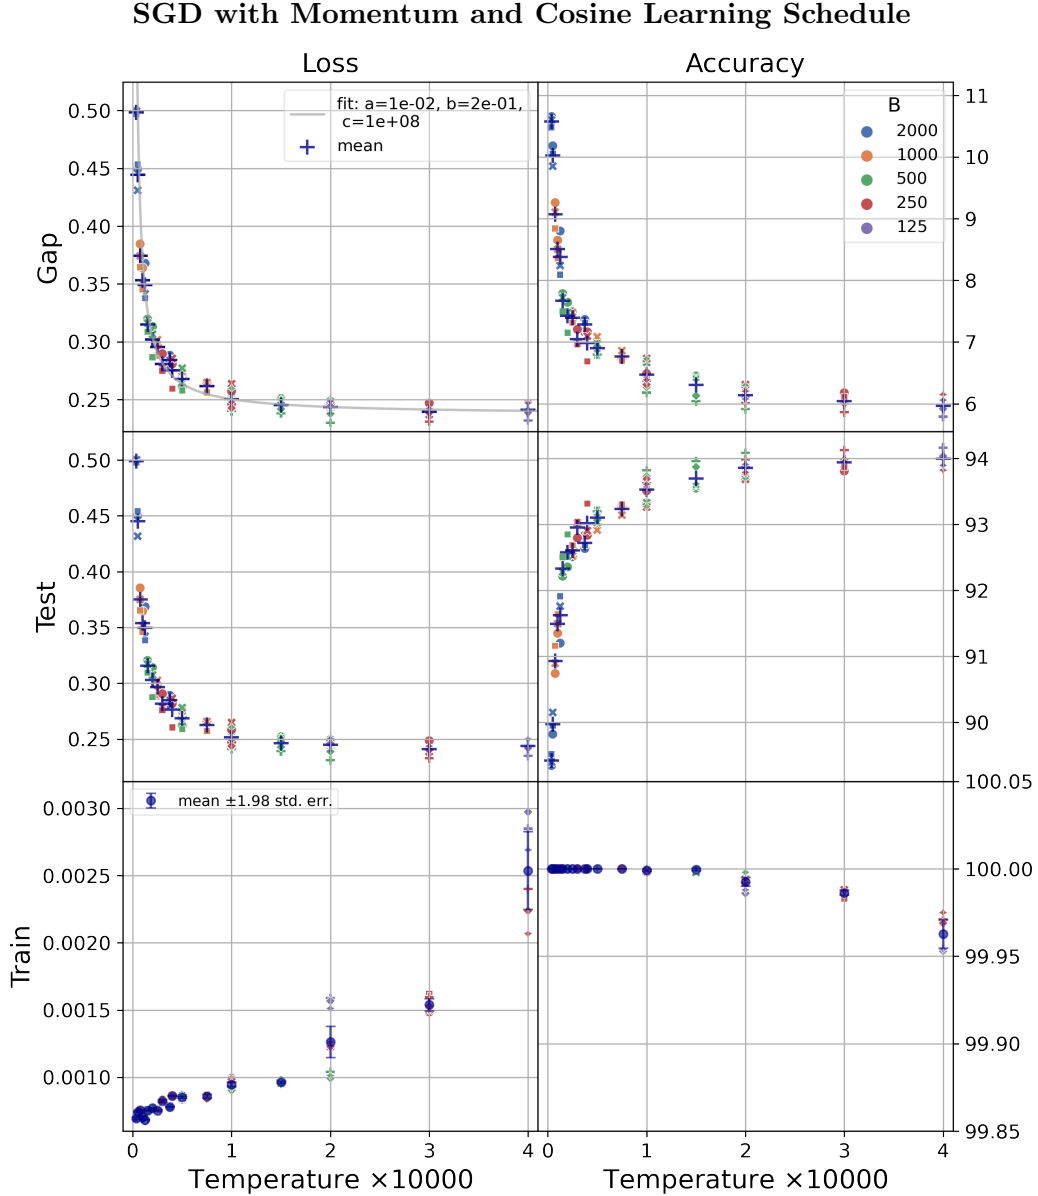 SGD with Momentum and Cosine Learning Schedule
Loss
Accuracy
Gap
0.50
0.45
0.40
0.35
0.30
0.25
fit: a=1e-02, b=2e-01,
c=1e+08
mean
B
2000
1000
500
250
125
11
10
9
8
7
6
Test
0.50
0.45
0.40
0.35
0.30
0.25
94
93
92
91
90
Train
0.0030
0.0025
0.0020
0.0015
0.0010
mean ±1.98 std. err.
100.05
100.00
99.95
99.90
99.85
0 1 2 3 4
0 1 2 3 4
Temperature ×10000
Temperature ×10000